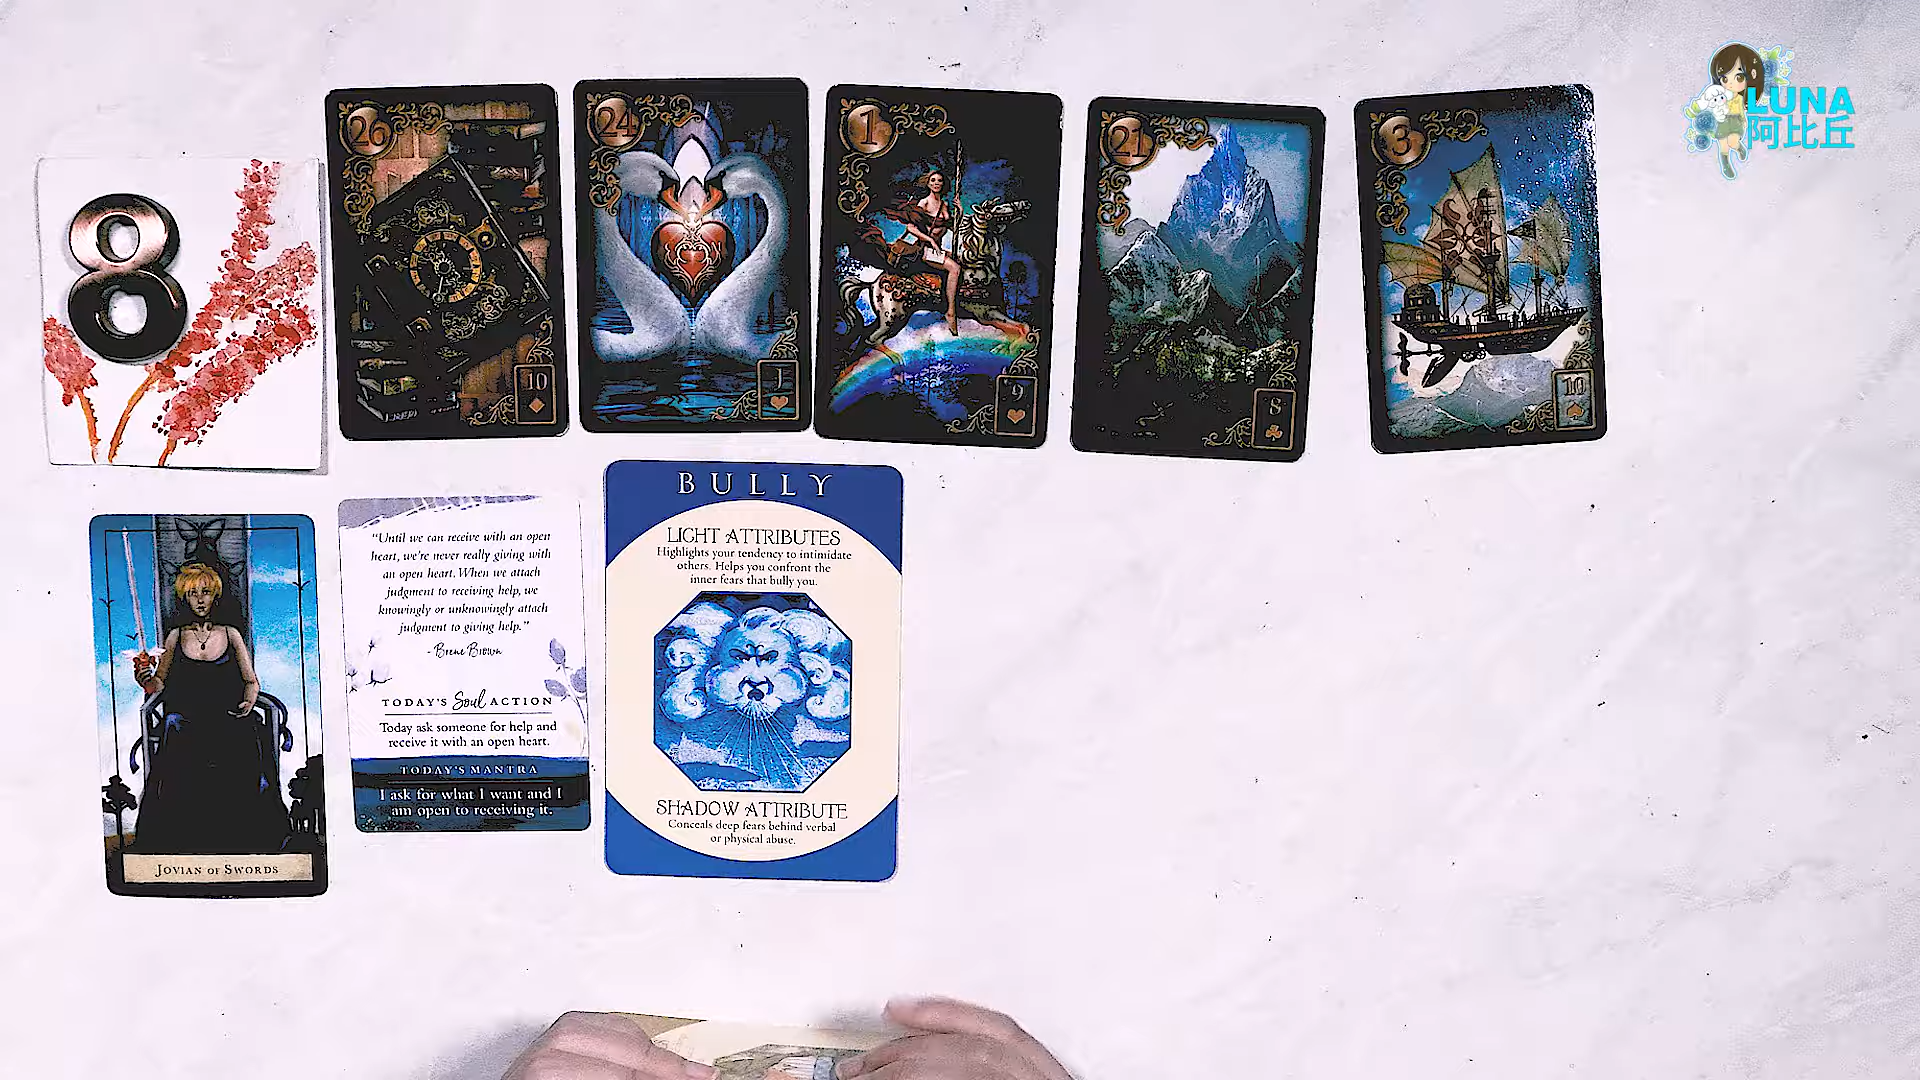 LUNA
阿比丘
8
26
10
24
J
1
9
21
8
3
10
JOVIAN OF SWORDS
"Until we can receive with an open
heart, we're never really giving with
an open heart. When we attach
judgment to receiving help, we
knowingly or unknowingly attach
judgment to giving help."
- Brene Brown
TODAY'S Soul ACTION
Today ask someone for help and
receive it with an open heart.
TODAY'S MANTRA
I ask for what I want and I
am open to receiving it.
BULLY
LIGHT ATTRIBUTES
Highlights your tendency to intimidate
others. Helps you confront the
inner fears that bully you.
SHADOW ATTRIBUTE
Conceals deep fears behind verbal
or physical abuse.